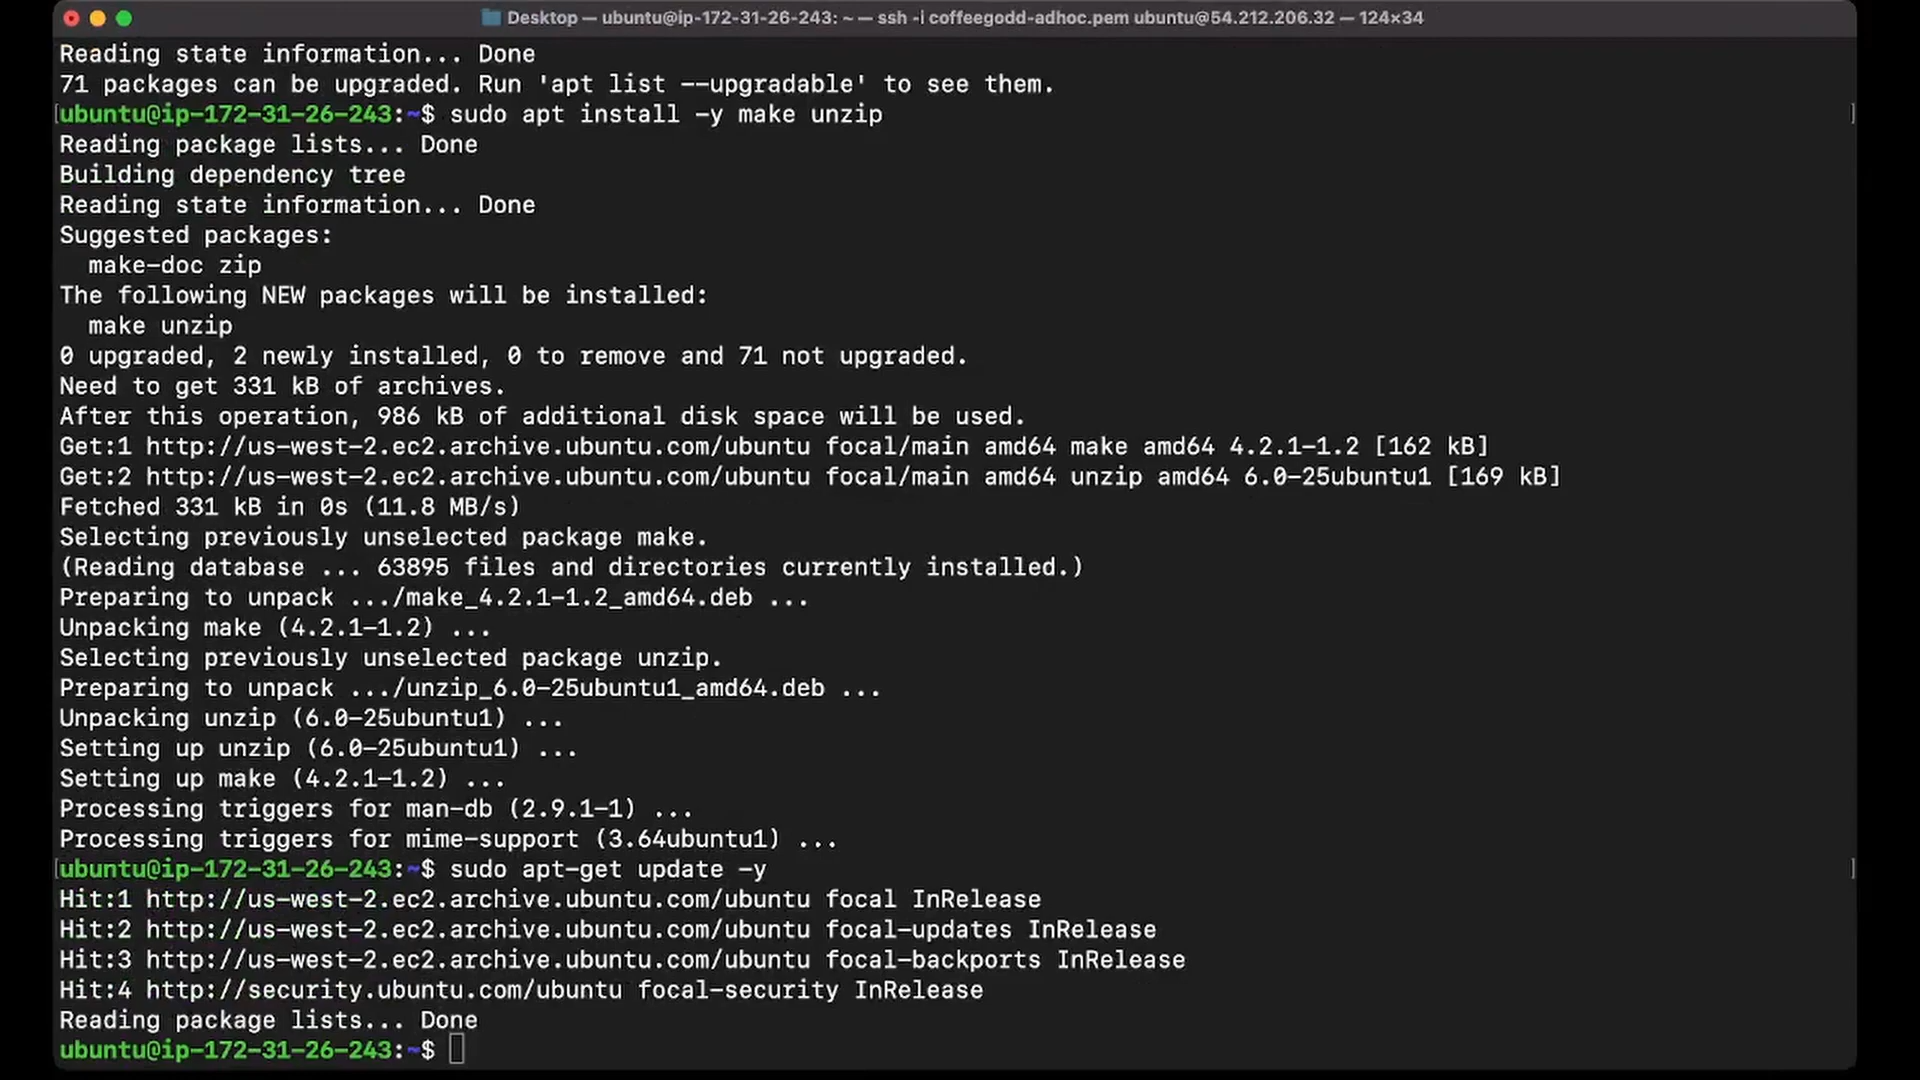 Desktop — ubuntu@ip-172-31-26-243: ~ — ssh -i coffeegodd-adhoc.pem ubuntu@54.212.206.32 — 124×34
Reading state information... Done
71 packages can be upgraded. Run 'apt list --upgradable' to see them.
[ubuntu@ip-172-31-26-243:~$ sudo apt install -y make unzip ]
Reading package lists... Done
Building dependency tree
Reading state information... Done
Suggested packages:
  make-doc zip
The following NEW packages will be installed:
  make unzip
0 upgraded, 2 newly installed, 0 to remove and 71 not upgraded.
Need to get 331 kB of archives.
After this operation, 986 kB of additional disk space will be used.
Get:1 http://us-west-2.ec2.archive.ubuntu.com/ubuntu focal/main amd64 make amd64 4.2.1-1.2 [162 kB]
Get:2 http://us-west-2.ec2.archive.ubuntu.com/ubuntu focal/main amd64 unzip amd64 6.0-25ubuntu1 [169 kB]
Fetched 331 kB in 0s (11.8 MB/s)
Selecting previously unselected package make.
(Reading database ... 63895 files and directories currently installed.)
Preparing to unpack .../make_4.2.1-1.2_amd64.deb ...
Unpacking make (4.2.1-1.2) ...
Selecting previously unselected package unzip.
Preparing to unpack .../unzip_6.0-25ubuntu1_amd64.deb ...
Unpacking unzip (6.0-25ubuntu1) ...
Setting up unzip (6.0-25ubuntu1) ...
Setting up make (4.2.1-1.2) ...
Processing triggers for man-db (2.9.1-1) ...
Processing triggers for mime-support (3.64ubuntu1) ...
[ubuntu@ip-172-31-26-243:~$ sudo apt-get update -y ]
Hit:1 http://us-west-2.ec2.archive.ubuntu.com/ubuntu focal InRelease
Hit:2 http://us-west-2.ec2.archive.ubuntu.com/ubuntu focal-updates InRelease
Hit:3 http://us-west-2.ec2.archive.ubuntu.com/ubuntu focal-backports InRelease
Hit:4 http://security.ubuntu.com/ubuntu focal-security InRelease
Reading package lists... Done
ubuntu@ip-172-31-26-243:~$